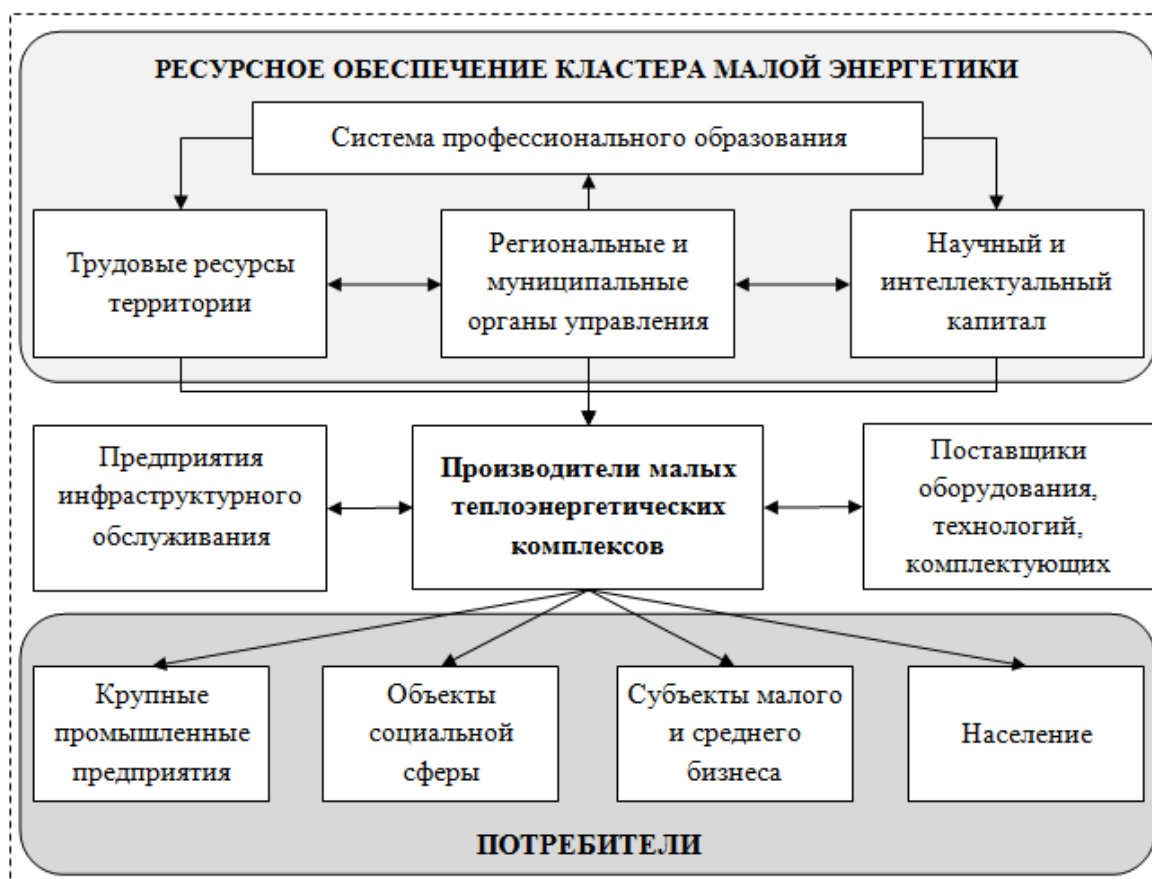 РЕСУРСНОЕ ОБЕСПЕЧЕНИЕ КЛАСТЕРА МАЛОЙ ЭНЕРГЕТИКИ
Система профессионального образования
Трудовые ресурсы
территории
Региональные и
муниципальные
органы управления
Научный и
интеллектуальный
капитал
Предприятия
инфраструктурного
обслуживания
Производители малых
теплоэнергетических
комплексов
Поставщики
оборудования,
технологий,
комплектующих
Крупные
промышленные
предприятия
Объекты
социальной
сферы
Субъекты малого
и среднего
бизнеса
Население
ПОТРЕБИТЕЛИ